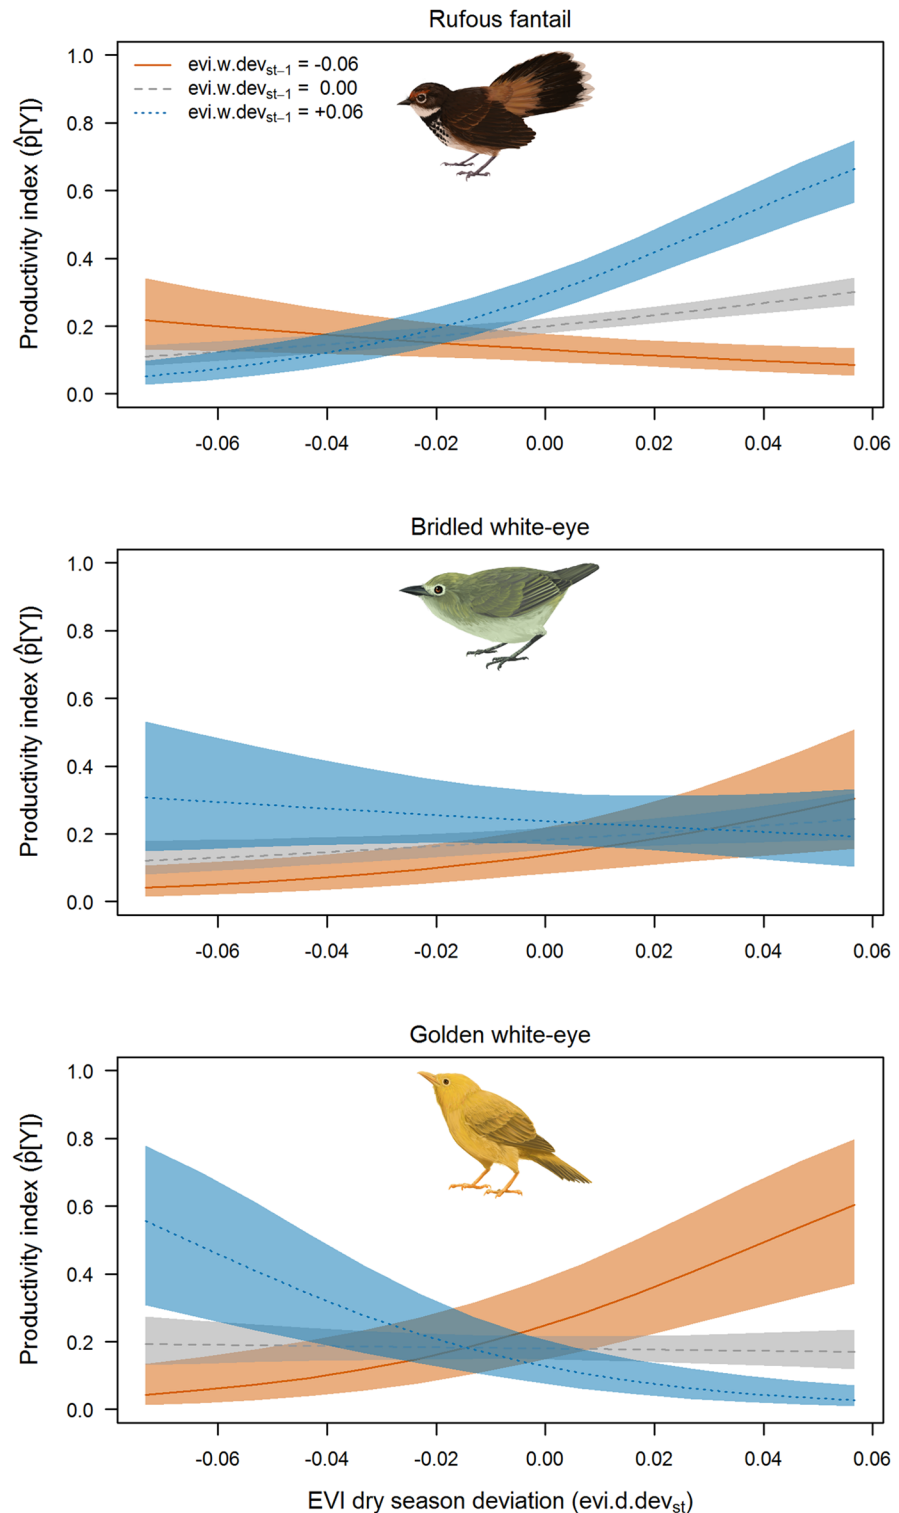 Rufous fantail
evi.w.dev_st−1 = -0.06
evi.w.dev_st−1 = 0.00
evi.w.dev_st−1 = +0.06
Productivity index (p̂[Y])
1.0
0.8
0.6
0.4
0.2
0.0
-0.06 -0.04 -0.02 0.00 0.02 0.04 0.06
Bridled white-eye
Productivity index (p̂[Y])
1.0
0.8
0.6
0.4
0.2
0.0
-0.06 -0.04 -0.02 0.00 0.02 0.04 0.06
Golden white-eye
Productivity index (p̂[Y])
1.0
0.8
0.6
0.4
0.2
0.0
-0.06 -0.04 -0.02 0.00 0.02 0.04 0.06
EVI dry season deviation (evi.d.dev_st)